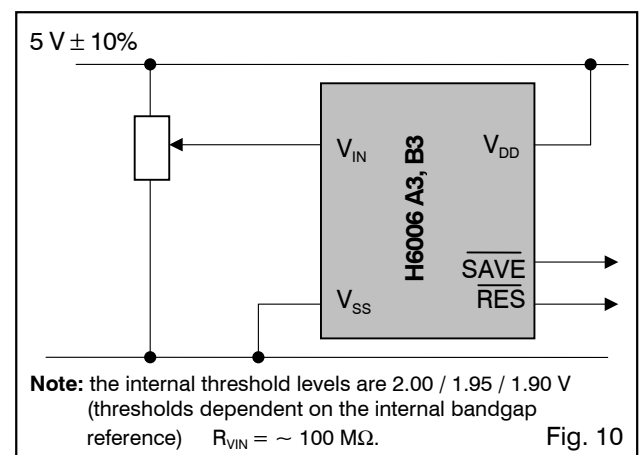 5 V ± 10%
V_IN
V_DD
H6006 A3, B3
SAVE
V_SS
RES
Note: the internal threshold levels are 2.00 / 1.95 / 1.90 V
(thresholds dependent on the internal bandgap
reference) R_VIN = ~ 100 MΩ.
Fig. 10